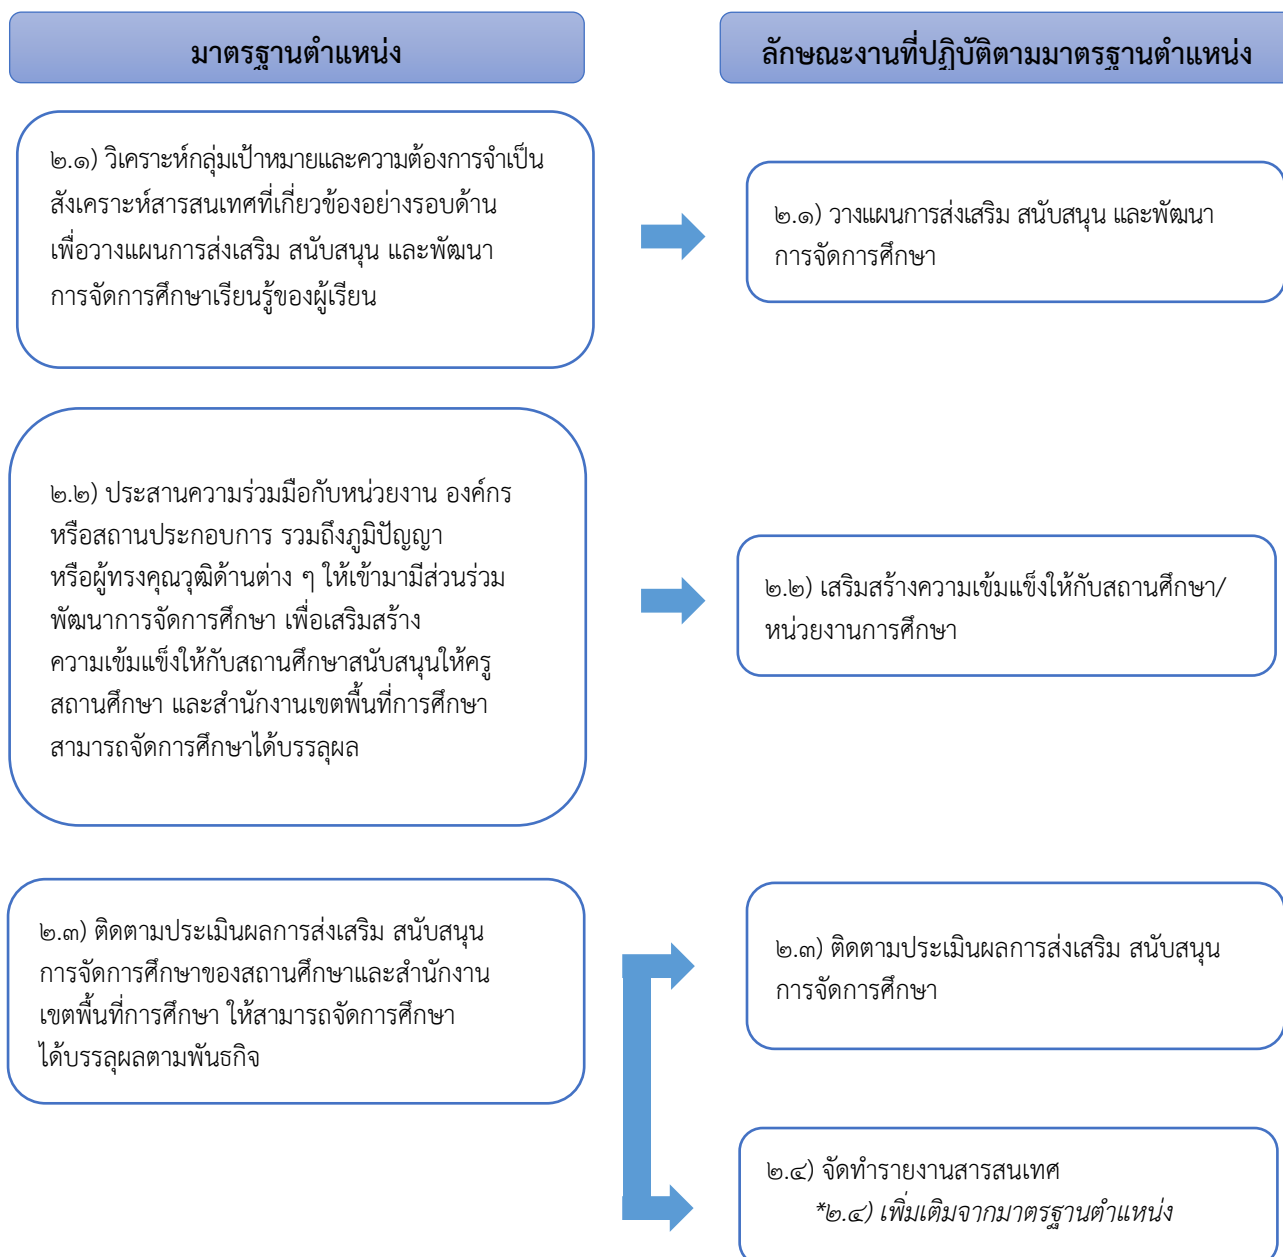 มาตรฐานตำแหน่ง
ลักษณะงานที่ปฏิบัติตามมาตรฐานตำแหน่ง
๒.๑) วิเคราะห์กลุ่มเป้าหมายและความต้องการจำเป็น
สังเคราะห์สารสนเทศที่เกี่ยวข้องอย่างรอบด้าน
เพื่อวางแผนการส่งเสริม สนับสนุน และพัฒนา
การจัดการศึกษาเรียนรู้ของผู้เรียน
๒.๑) วางแผนการส่งเสริม สนับสนุน และพัฒนา
การจัดการศึกษา
๒.๒) ประสานความร่วมมือกับหน่วยงาน องค์กร
หรือสถานประกอบการ รวมถึงภูมิปัญญา
หรือผู้ทรงคุณวุฒิด้านต่าง ๆ ให้เข้ามามีส่วนร่วม
พัฒนาการจัดการศึกษา เพื่อเสริมสร้าง
ความเข้มแข็งให้กับสถานศึกษาสนับสนุนให้ครู
สถานศึกษา และสำนักงานเขตพื้นที่การศึกษา
สามารถจัดการศึกษาได้บรรลุผล
๒.๒) เสริมสร้างความเข้มแข็งให้กับสถานศึกษา/
หน่วยงานการศึกษา
๒.๓) ติดตามประเมินผลการส่งเสริม สนับสนุน
การจัดการศึกษาของสถานศึกษาและสำนักงาน
เขตพื้นที่การศึกษา ให้สามารถจัดการศึกษา
ได้บรรลุผลตามพันธกิจ
๒.๓) ติดตามประเมินผลการส่งเสริม สนับสนุน
การจัดการศึกษา
๒.๔) จัดทำรายงานสารสนเทศ
*๒.๔) เพิ่มเติมจากมาตรฐานตำแหน่ง